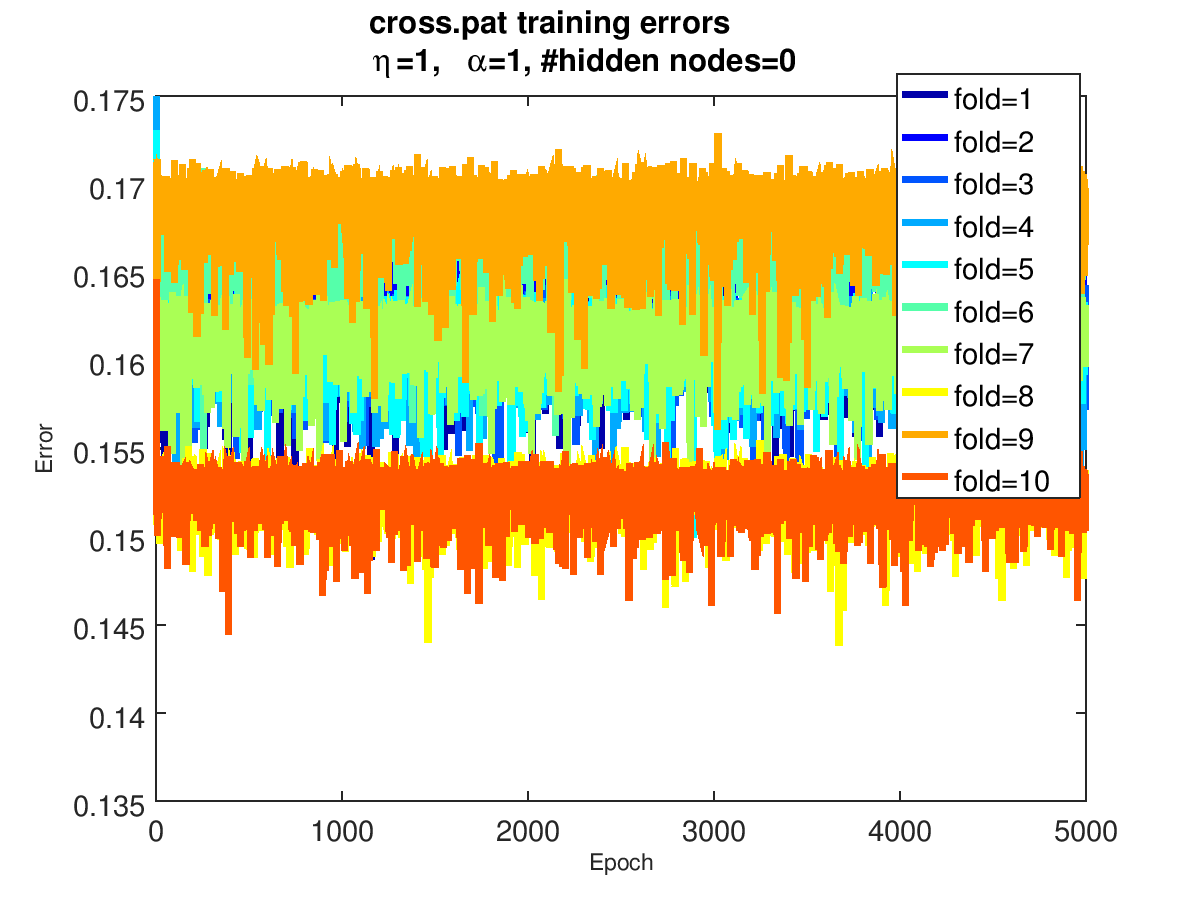 cross.pat training errors
η=1, α=1, #hidden nodes=0
0.175
0.17
0.165
0.16
0.155
0.15
0.145
0.14
0.135
Error
0 1000 2000 3000 4000 5000
Epoch
fold=1
fold=2
fold=3
fold=4
fold=5
fold=6
fold=7
fold=8
fold=9
fold=10